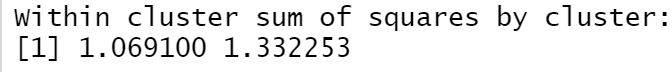 Within cluster sum of squares by cluster:
[1] 1.069100 1.332253